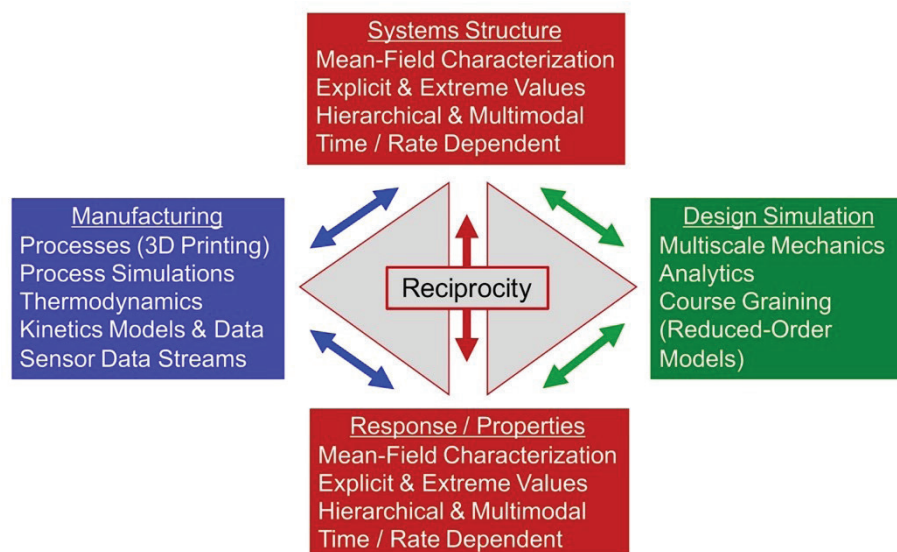 Systems Structure
Mean-Field Characterization
Explicit & Extreme Values
Hierarchical & Multimodal
Time / Rate Dependent
Manufacturing
Processes (3D Printing)
Process Simulations
Thermodynamics
Kinetics Models & Data
Sensor Data Streams
Reciprocity
Design Simulation
Multiscale Mechanics
Analytics
Course Graining
(Reduced-Order
Models)
Response / Properties
Mean-Field Characterization
Explicit & Extreme Values
Hierarchical & Multimodal
Time / Rate Dependent